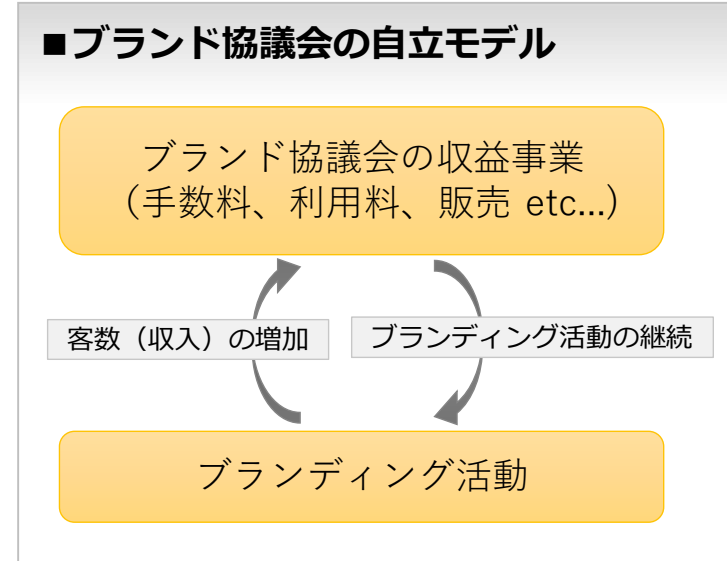 ■ブランド協議会の自立モデル
ブランド協議会の収益事業
（手数料、利用料、販売 etc...）
客数（収入）の増加
ブランディング活動の継続
ブランディング活動